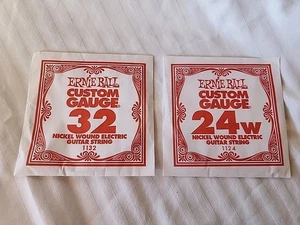 ERNIE BALL
CUSTOM
GAUGE
32
NICKEL WOUND ELECTRIC
GUITAR STRING
1132
ERNIE BALL
CUSTOM
GAUGE
24w
NICKEL WOUND ELECTRIC
GUITAR STRING
1124